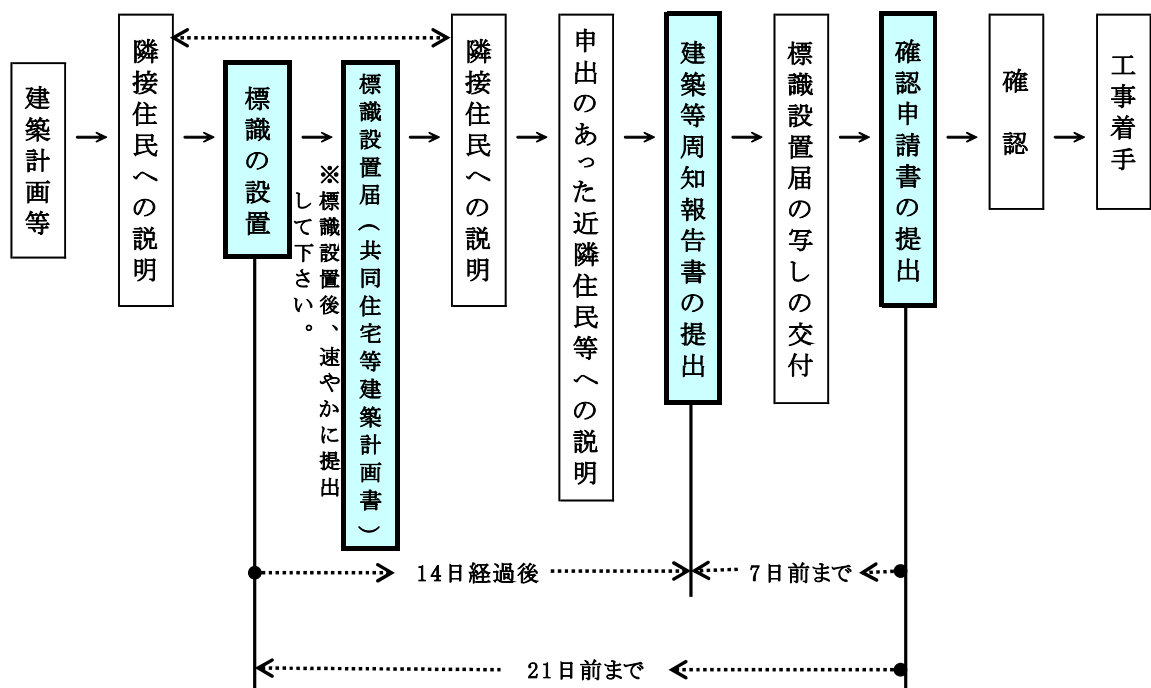 建築計画等
隣接住民への説明
標識の設置
標識設置届（共同住宅等建築計画書）
※標識設置後、速やかに提出
して下さい。
隣接住民への説明
申出のあった近隣住民等への説明
建築等周知報告書の提出
標識設置届の写しの交付
確認申請書の提出
確認
工事着手
14日経過後
7日前まで
21日前まで